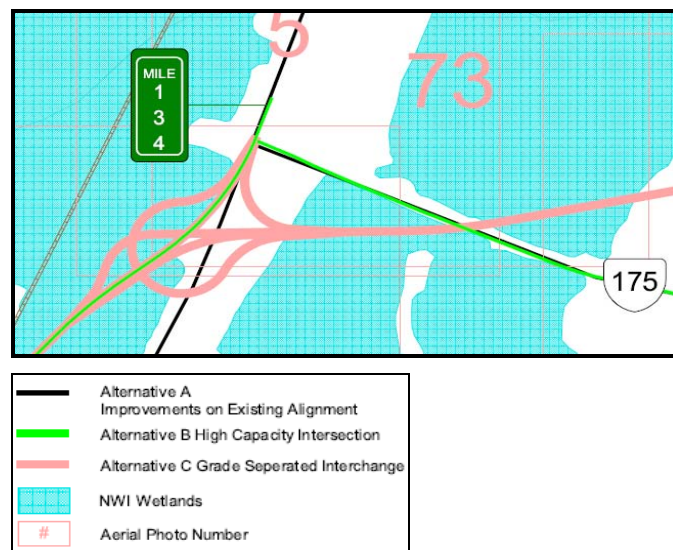 5
73
MILE
1
3
4
175
Alternative A
Improvements on Existing Alignment
Alternative B High Capacity Intersection
Alternative C Grade Seperated Interchange
NWI Wetlands
# Aerial Photo Number